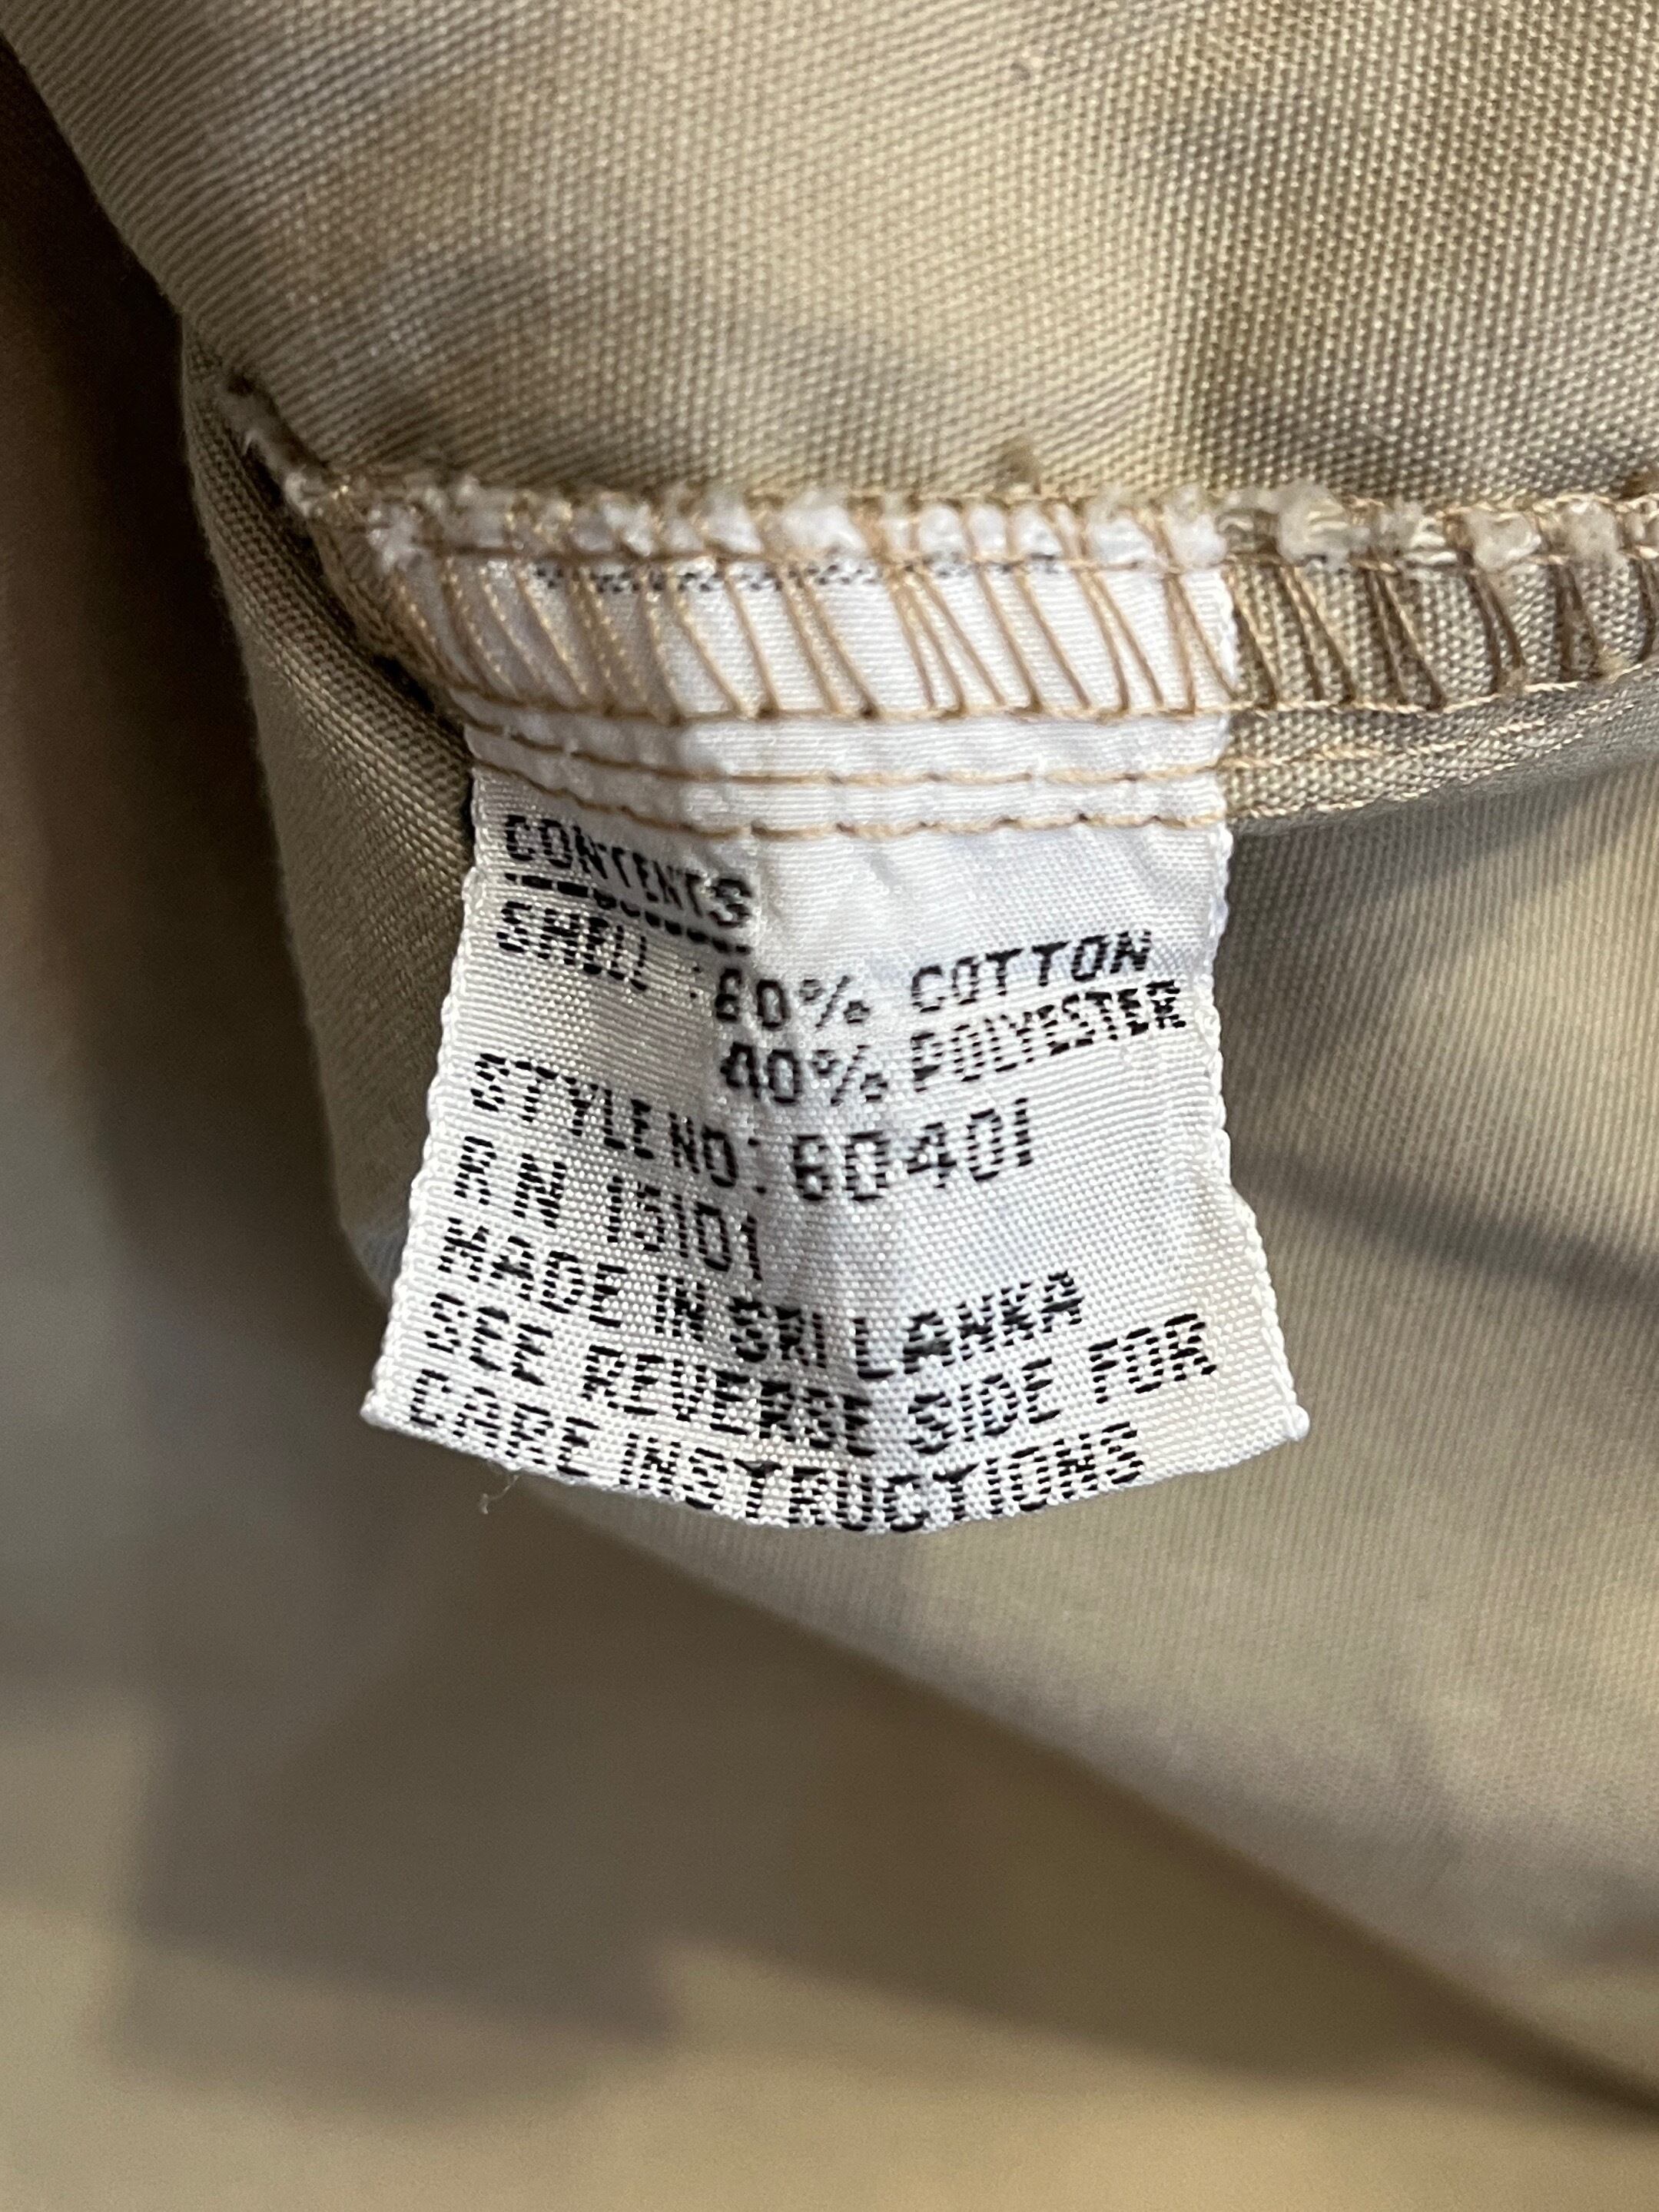 CONTENTS
SHELL : 60% COTTON
40% POLYESTER
STYLE NO: 60401
RN 15101
MADE IN SRI LANKA
SEE REVERSE SIDE FOR
CARE INSTRUCTIONS